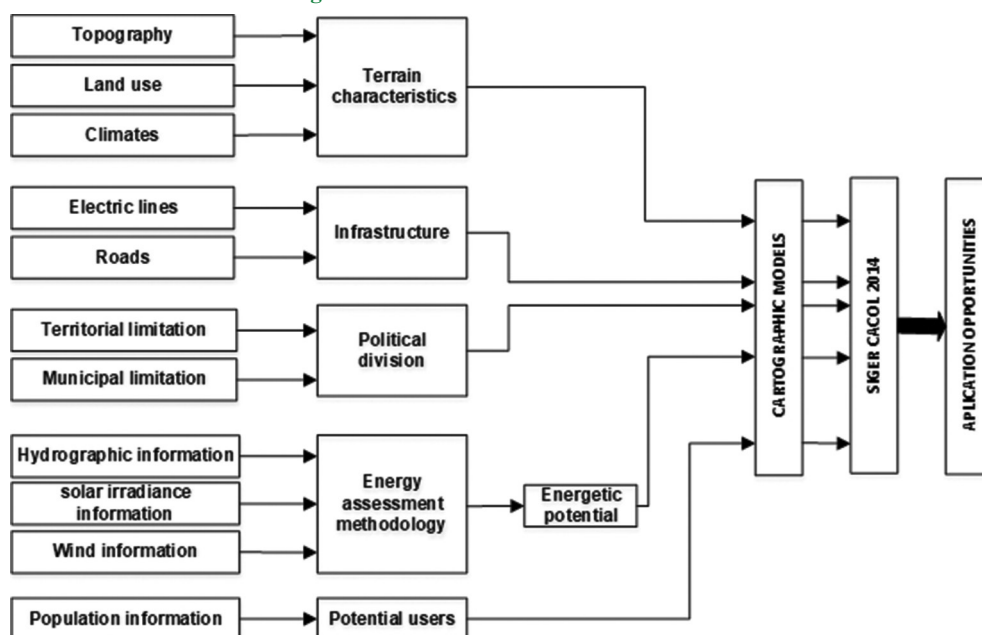 Topography
Land use
Climates
Terrain
characteristics
Electric lines
Roads
Infrastructure
Territorial limitation
Municipal limitation
Political
division
Hydrographic information
solar irradiance
information
Wind information
Energy
assessment
methodology
Energetic
potential
Population information
Potential users
CARTOGRAPHIC MODELS
SIGER CACOL 2014
APLICATION OPPORTUNITIES